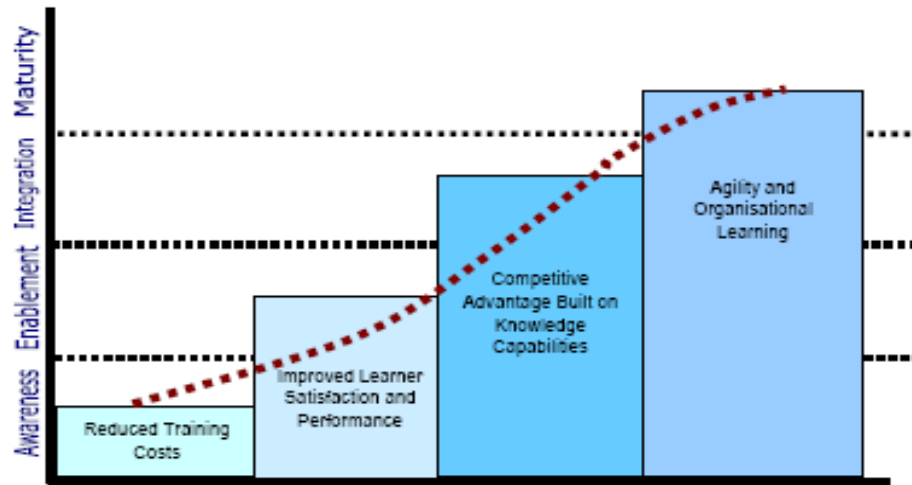 Maturity
Integration
Enablement
Awareness
Reduced Training
Costs
Improved Learner
Satisfaction and
Performance
Competitive
Advantage Built on
Knowledge
Capabilities
Agility and
Organisational
Learning